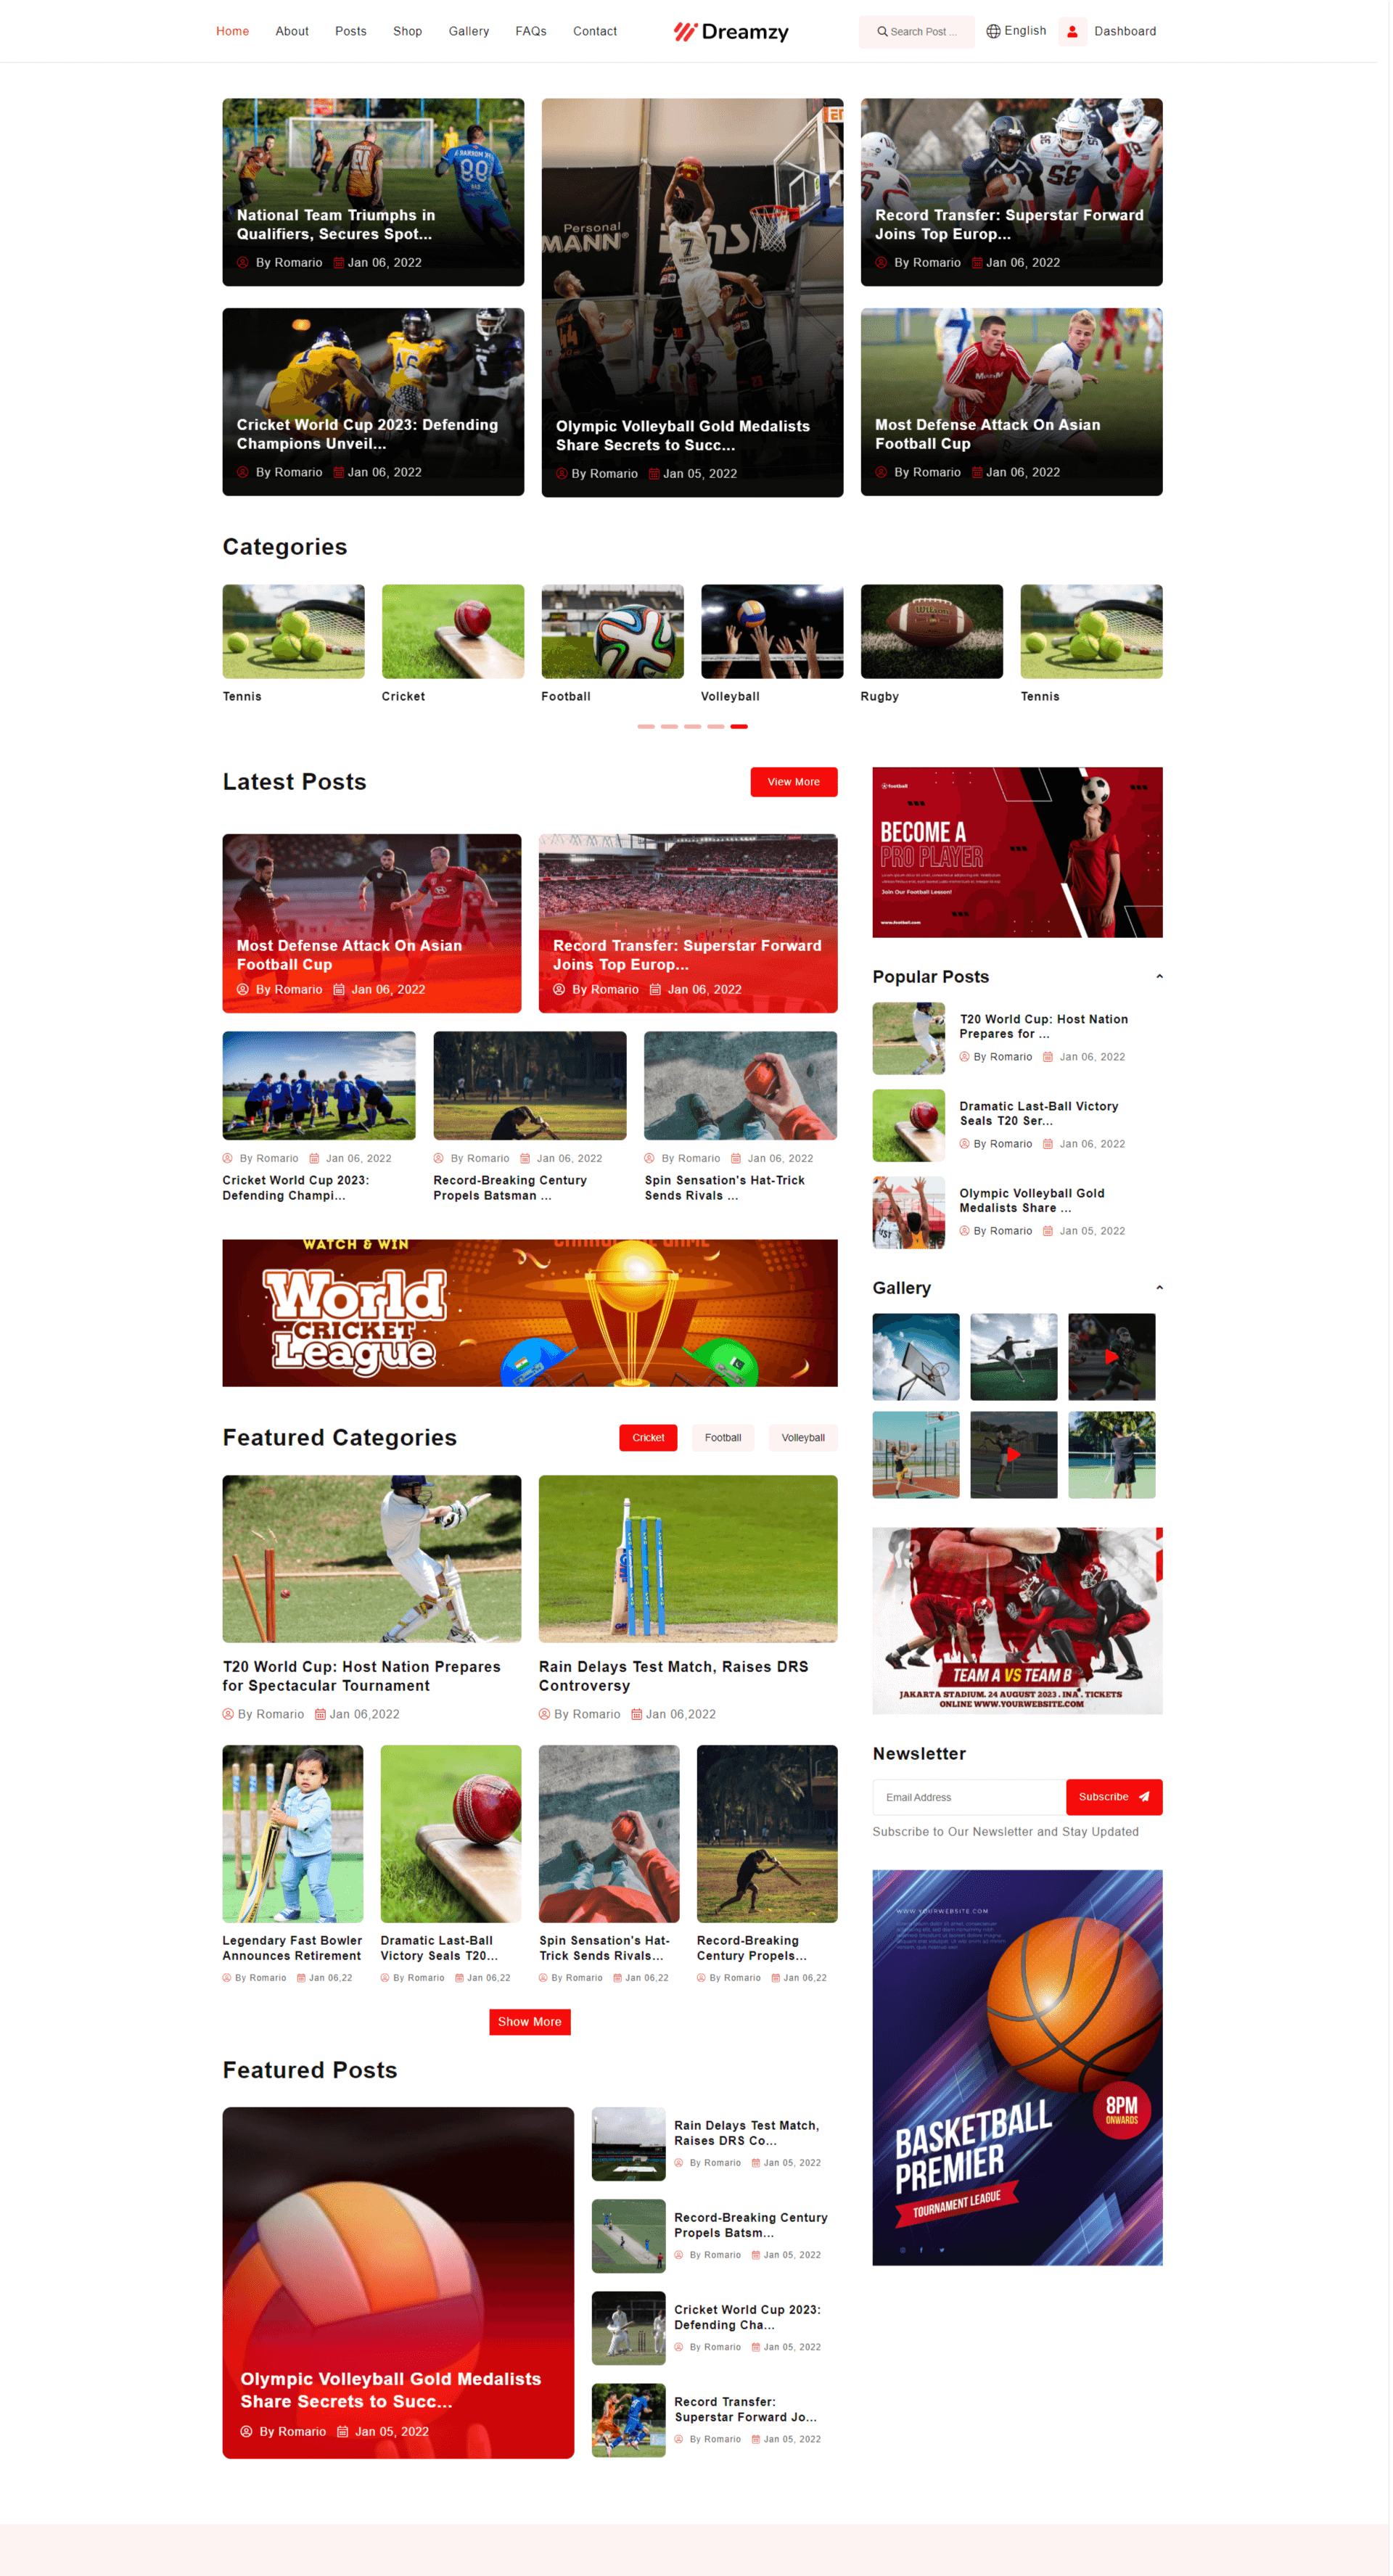 Home About Posts Shop Gallery FAQs Contact
Dreamzy
Search Post ...
English
Dashboard
National Team Triumphs in
Qualifiers, Secures Spot...
By Romario Jan 06, 2022
Cricket World Cup 2023: Defending
Champions Unveil...
By Romario Jan 06, 2022
Personal
MANN
Olympic Volleyball Gold Medalists
Share Secrets to Succ...
By Romario Jan 05, 2022
Record Transfer: Superstar Forward
Joins Top Europ...
By Romario Jan 06, 2022
Most Defense Attack On Asian
Football Cup
By Romario Jan 06, 2022
Categories
Tennis
Cricket
Football
Volleyball
Rugby
Tennis
Latest Posts
View More
Most Defense Attack On Asian
Football Cup
By Romario Jan 06, 2022
Record Transfer: Superstar Forward
Joins Top Europ...
By Romario Jan 06, 2022
By Romario Jan 06, 2022
Cricket World Cup 2023:
Defending Champi...
By Romario Jan 06, 2022
Record-Breaking Century
Propels Batsman ...
By Romario Jan 06, 2022
Spin Sensation's Hat-Trick
Sends Rivals ...
WATCH & WIN
World
CRICKET
League
Featured Categories
Cricket
Football
Volleyball
T20 World Cup: Host Nation Prepares
for Spectacular Tournament
By Romario Jan 06,2022
Rain Delays Test Match, Raises DRS
Controversy
By Romario Jan 06,2022
Legendary Fast Bowler
Announces Retirement
By Romario Jan 06,22
Dramatic Last-Ball
Victory Seals T20...
By Romario Jan 06,22
Spin Sensation's Hat-
Trick Sends Rivals...
By Romario Jan 06,22
Record-Breaking
Century Propels...
By Romario Jan 06,22
Show More
Featured Posts
Olympic Volleyball Gold Medalists
Share Secrets to Succ...
By Romario Jan 05, 2022
Rain Delays Test Match,
Raises DRS Co...
By Romario Jan 05, 2022
Record-Breaking Century
Propels Batsm...
By Romario Jan 05, 2022
Cricket World Cup 2023:
Defending Cha...
By Romario Jan 05, 2022
Record Transfer:
Superstar Forward Jo...
By Romario Jan 05, 2022
football
BECOME A
PRO PLAYER
Join Our Football Lesson!
www.football.com
Popular Posts
T20 World Cup: Host Nation
Prepares for ...
By Romario Jan 06, 2022
Dramatic Last-Ball Victory
Seals T20 Ser...
By Romario Jan 06, 2022
Olympic Volleyball Gold
Medalists Share ...
By Romario Jan 05, 2022
Gallery
TEAM A VS TEAM B
JAKARTA STADIUM. 24 AUGUST 2023 . INA . TICKETS
ONLINE WWW.YOURWEBSITE.COM
Newsletter
Email Address
Subscribe
Subscribe to Our Newsletter and Stay Updated
WWW.YOURWEBSITE.COM
8PM
ONWARDS
BASKETBALL
PREMIER
TOURNAMENT LEAGUE